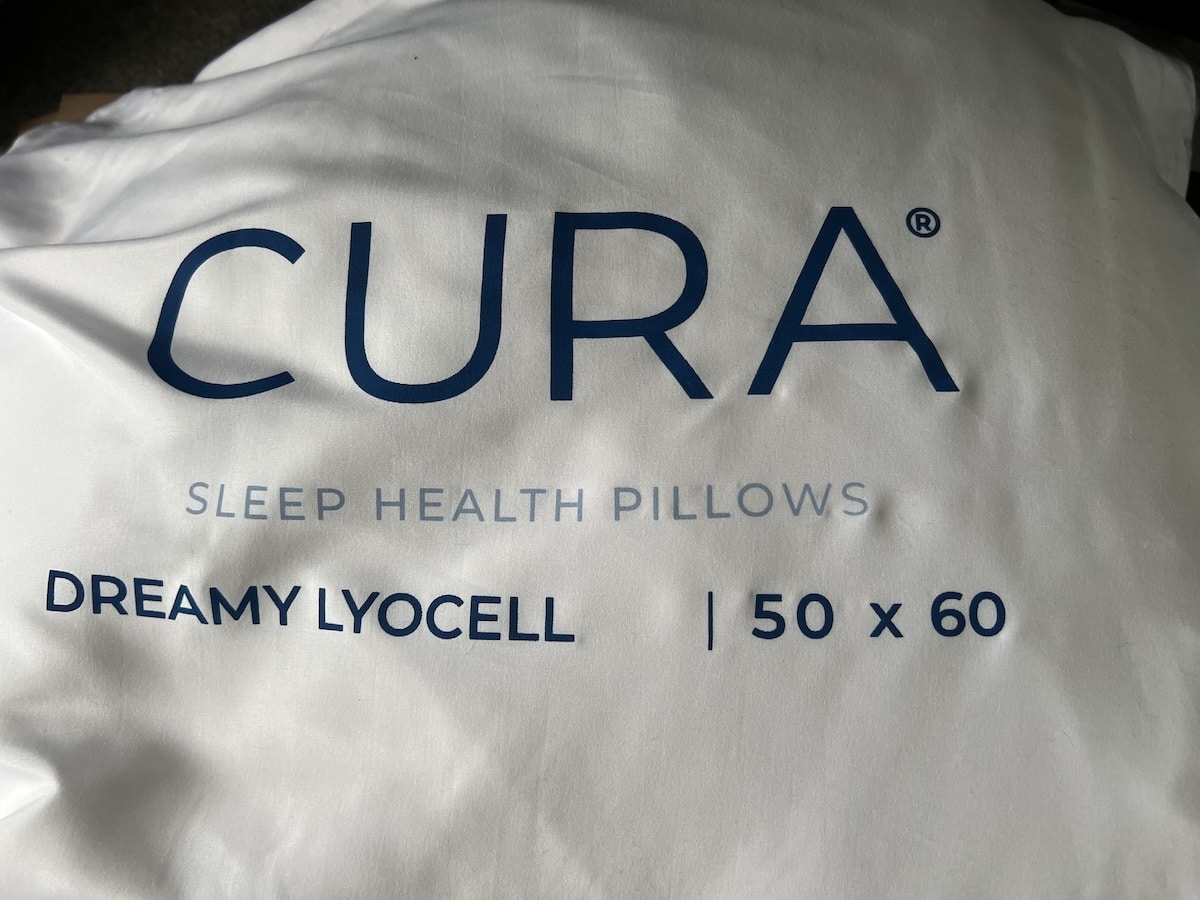 CURA®
SLEEP HEALTH PILLOWS
DREAMY LYOCELL | 50 x 60